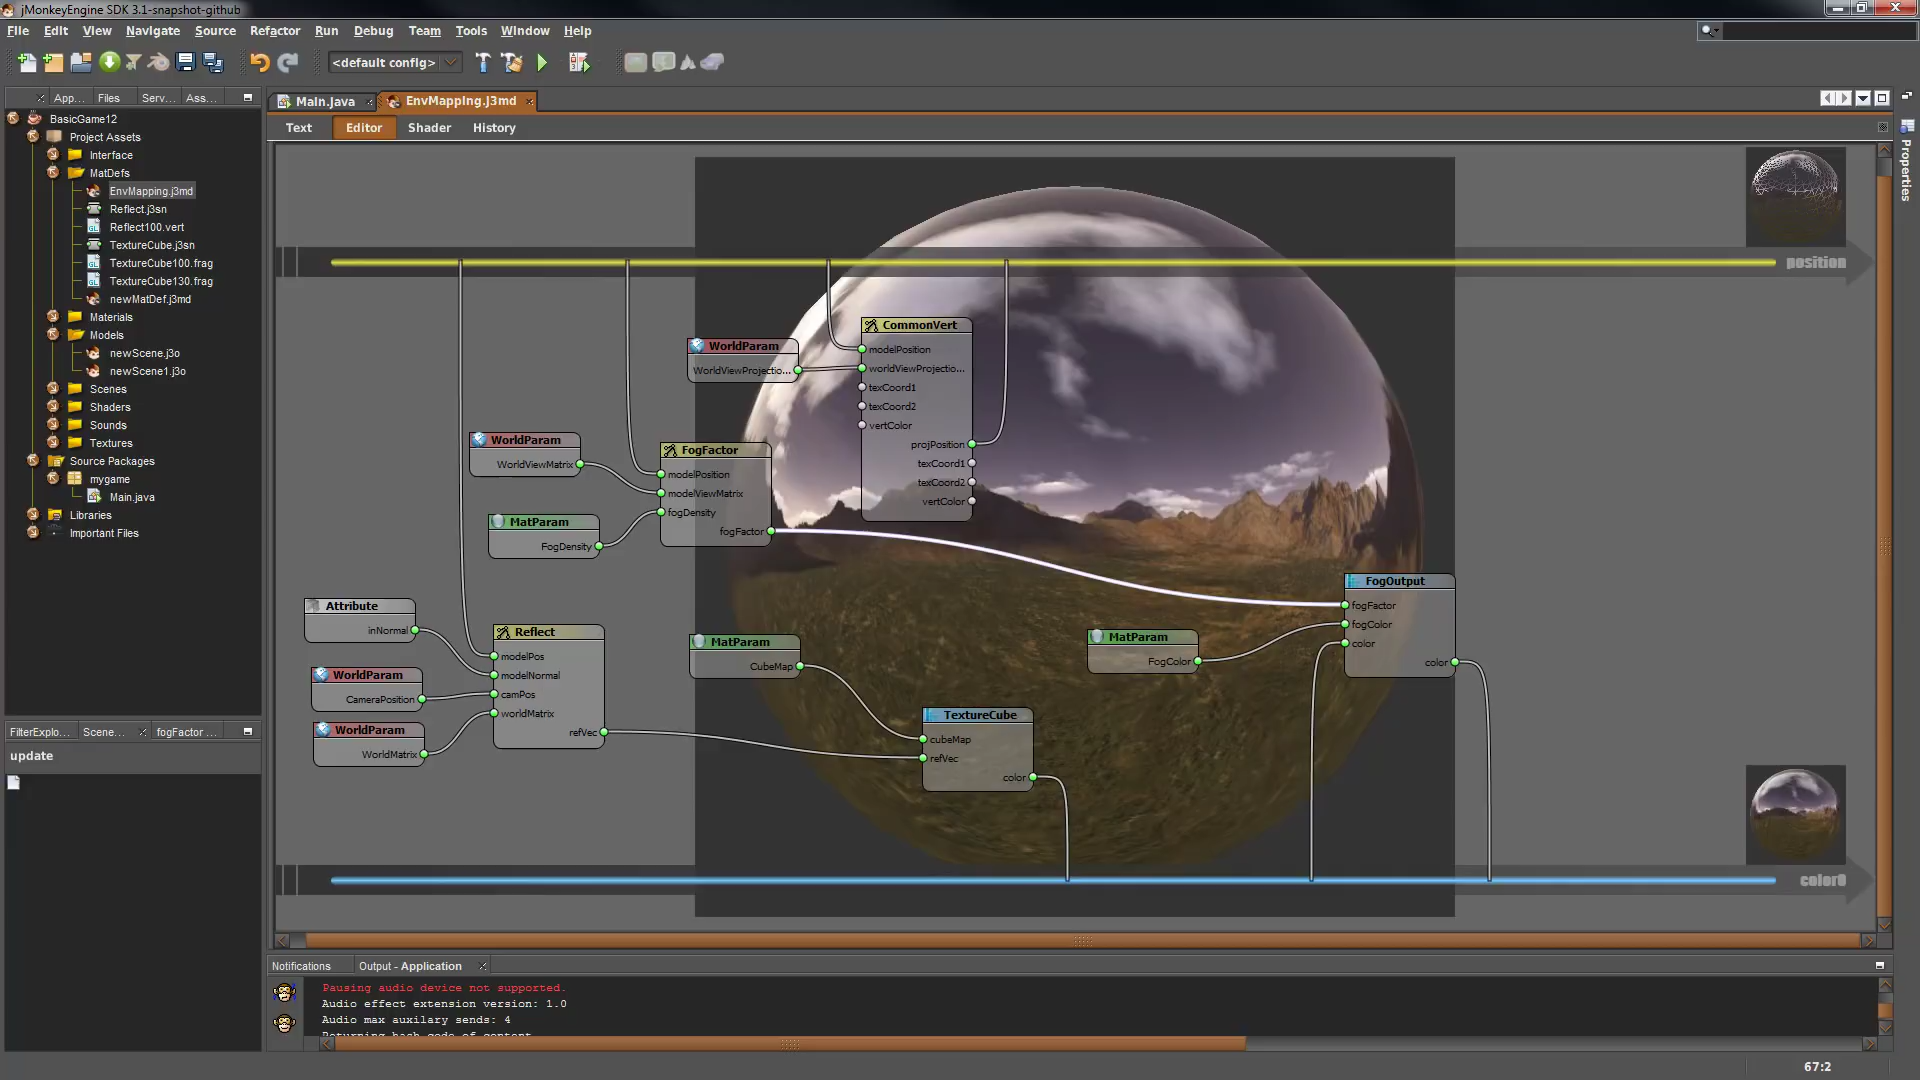 jMonkeyEngine SDK 3.1-snapshot-github
File Edit View Navigate Source Refactor Run Debug Team Tools Window Help
<default config>
App... Files Serv... Ass...
BasicGame12
Project Assets
Interface
MatDefs
EnvMapping.j3md
Reflect.j3sn
Reflect100.vert
TextureCube.j3sn
TextureCube100.frag
TextureCube130.frag
newMatDef.j3md
Materials
Models
newScene.j3o
newScene1.j3o
Scenes
Shaders
Sounds
Textures
Source Packages
mygame
Main.java
Libraries
Important Files
FilterExplo... Scene... fogFactor ...
update
Main.java EnvMapping.j3md
Text Editor Shader History
position
CommonVert
modelPosition
worldViewProjectio...
texCoord1
texCoord2
vertColor
projPosition
texCoord1
texCoord2
vertColor
WorldParam
WorldViewProjectio...
WorldParam
WorldViewMatrix
FogFactor
modelPosition
modelViewMatrix
fogDensity
fogFactor
MatParam
FogDensity
Attribute
inNormal
WorldParam
CameraPosition
WorldParam
WorldMatrix
Reflect
modelPos
modelNormal
camPos
worldMatrix
refVec
MatParam
CubeMap
TextureCube
cubeMap
refVec
color
MatParam
FogColor
FogOutput
fogFactor
fogColor
color
color
color0
Properties
Notifications Output - Application
Pausing audio device not supported.
Audio effect extension version: 1.0
Audio max auxilary sends: 4
67:2